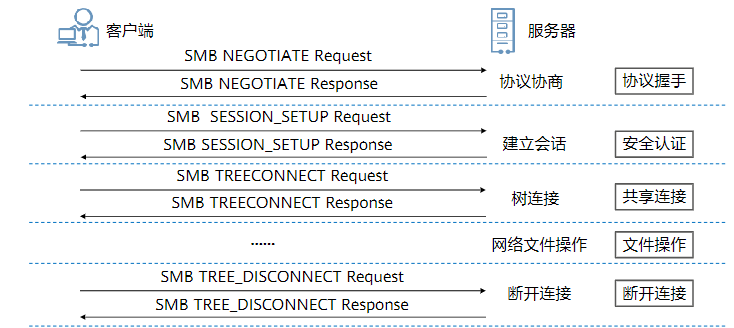 客户端
服务器
SMB NEGOTIATE Request
SMB NEGOTIATE Response
协议协商
协议握手
SMB SESSION_SETUP Request
SMB SESSION_SETUP Response
建立会话
安全认证
SMB TREECONNECT Request
SMB TREECONNECT Response
树连接
共享连接
······
网络文件操作
文件操作
SMB TREE_DISCONNECT Request
SMB TREE_DISCONNECT Response
断开连接
断开连接